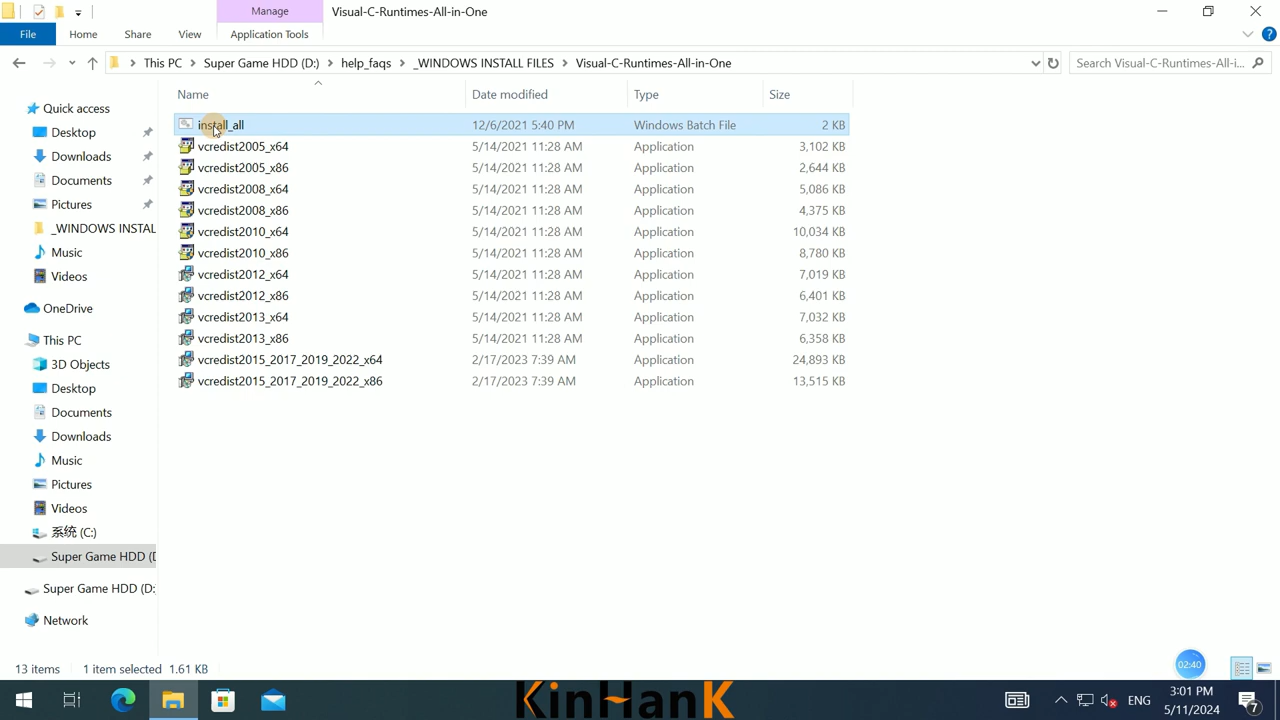 Manage
Visual-C-Runtimes-All-in-One
File
Home
Share
View
Application Tools
This PC
Super Game HDD (D:)
help_faqs
_WINDOWS INSTALL FILES
Visual-C-Runtimes-All-in-One
Search Visual-C-Runtimes-All-i...
Name
Date modified
Type
Size
install_all 12/6/2021 5:40 PM Windows Batch File 2 KB
vcredist2005_x64 5/14/2021 11:28 AM Application 3,102 KB
vcredist2005_x86 5/14/2021 11:28 AM Application 2,644 KB
vcredist2008_x64 5/14/2021 11:28 AM Application 5,086 KB
vcredist2008_x86 5/14/2021 11:28 AM Application 4,375 KB
vcredist2010_x64 5/14/2021 11:28 AM Application 10,034 KB
vcredist2010_x86 5/14/2021 11:28 AM Application 8,780 KB
vcredist2012_x64 5/14/2021 11:28 AM Application 7,019 KB
vcredist2012_x86 5/14/2021 11:28 AM Application 6,401 KB
vcredist2013_x64 5/14/2021 11:28 AM Application 7,032 KB
vcredist2013_x86 5/14/2021 11:28 AM Application 6,358 KB
vcredist2015_2017_2019_2022_x64 2/17/2023 7:39 AM Application 24,893 KB
vcredist2015_2017_2019_2022_x86 2/17/2023 7:39 AM Application 13,515 KB
Quick access
Desktop
Downloads
Documents
Pictures
_WINDOWS INSTAL
Music
Videos
OneDrive
This PC
3D Objects
Desktop
Documents
Downloads
Music
Pictures
Videos
系统 (C:)
Super Game HDD (D
Super Game HDD (D:
Network
13 items
1 item selected 1.61 KB
02:40
KinHanK
ENG
3:01 PM
5/11/2024
7